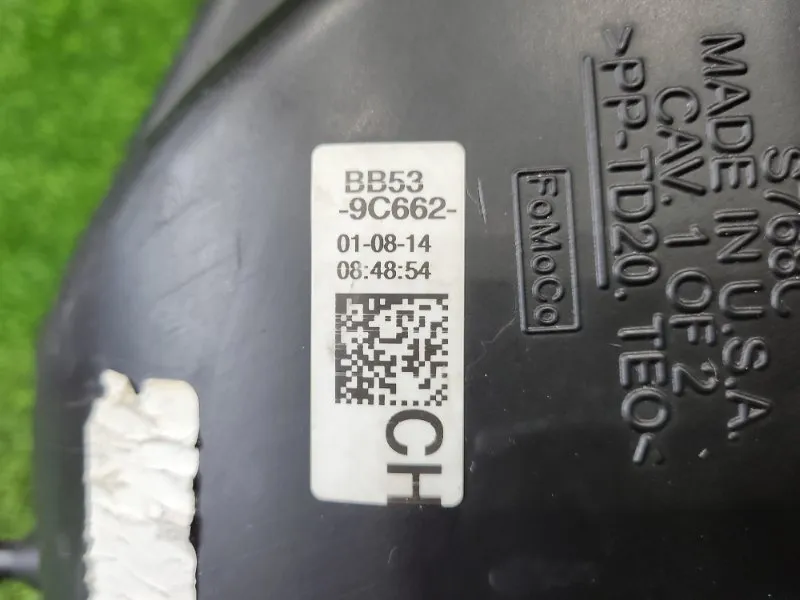 BB53
-9C662-
01-08-14
08:48:54
CH
FoMoCo
>PP-TD20, TEO<
CAV. 1 OF 2
MADE IN U.S.A.
S768C